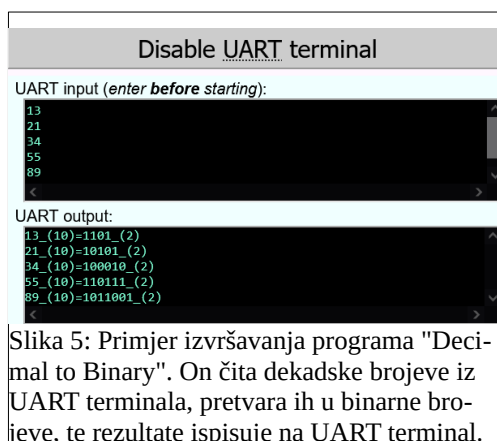 Disable UART terminal
UART input (enter before starting):
13
21
34
55
89
UART output:
13_(10)=1101_(2)
21_(10)=10101_(2)
34_(10)=100010_(2)
55_(10)=110111_(2)
89_(10)=1011001_(2)
Slika 5: Primjer izvršavanja programa "Deci-
mal to Binary". On čita dekadske brojeve iz
UART terminala, pretvara ih u binarne bro-
jeve, te rezultate ispisuje na UART terminal.